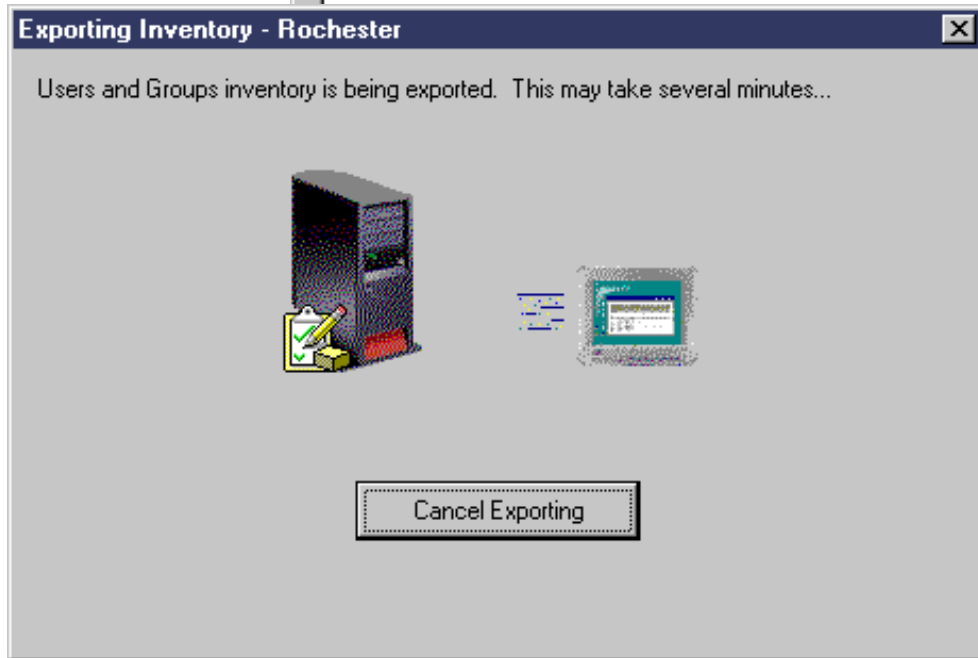 Exporting Inventory - Rochester
Users and Groups inventory is being exported.  This may take several minutes...
Cancel Exporting